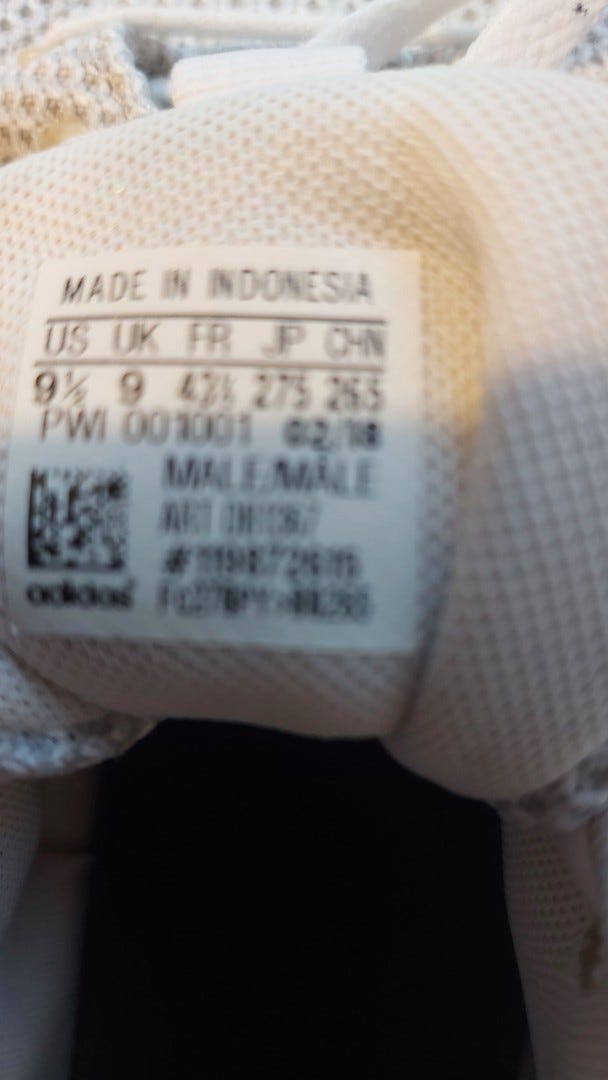 MADE IN INDONESIA
US UK FR JP CHN
9½ 9 43⅓ 275 265
PWI 001001 02/18
MALE/MÂLE
ART
adidas